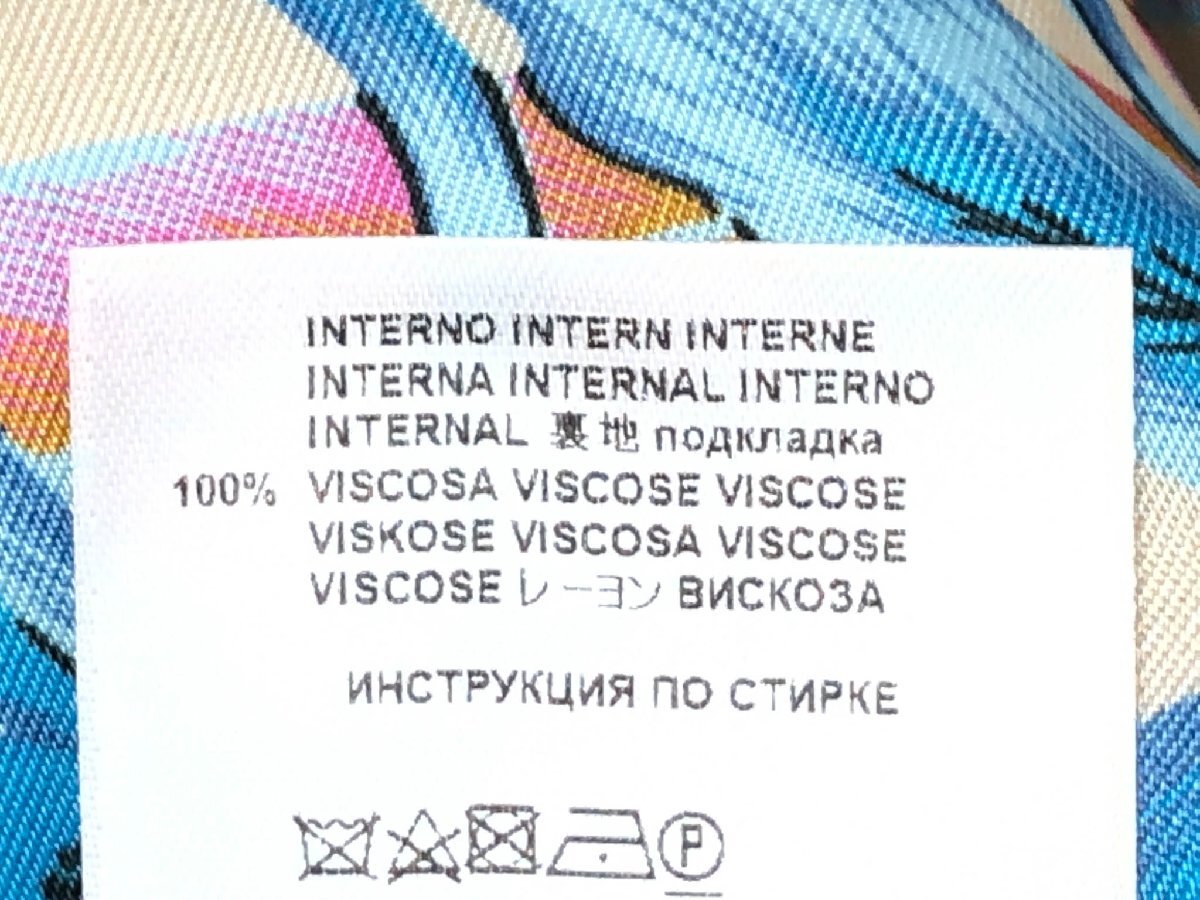 INTERNO INTERN INTERNE
INTERNA INTERNAL INTERNO
INTERNAL 裏地 подкладка
100% VISCOSA VISCOSE VISCOSE
VISKOSE VISCOSA VISCOSE
VISCOSE レーヨン ВИСКОЗА
ИНСТРУКЦИЯ ПО СТИРКЕ
P